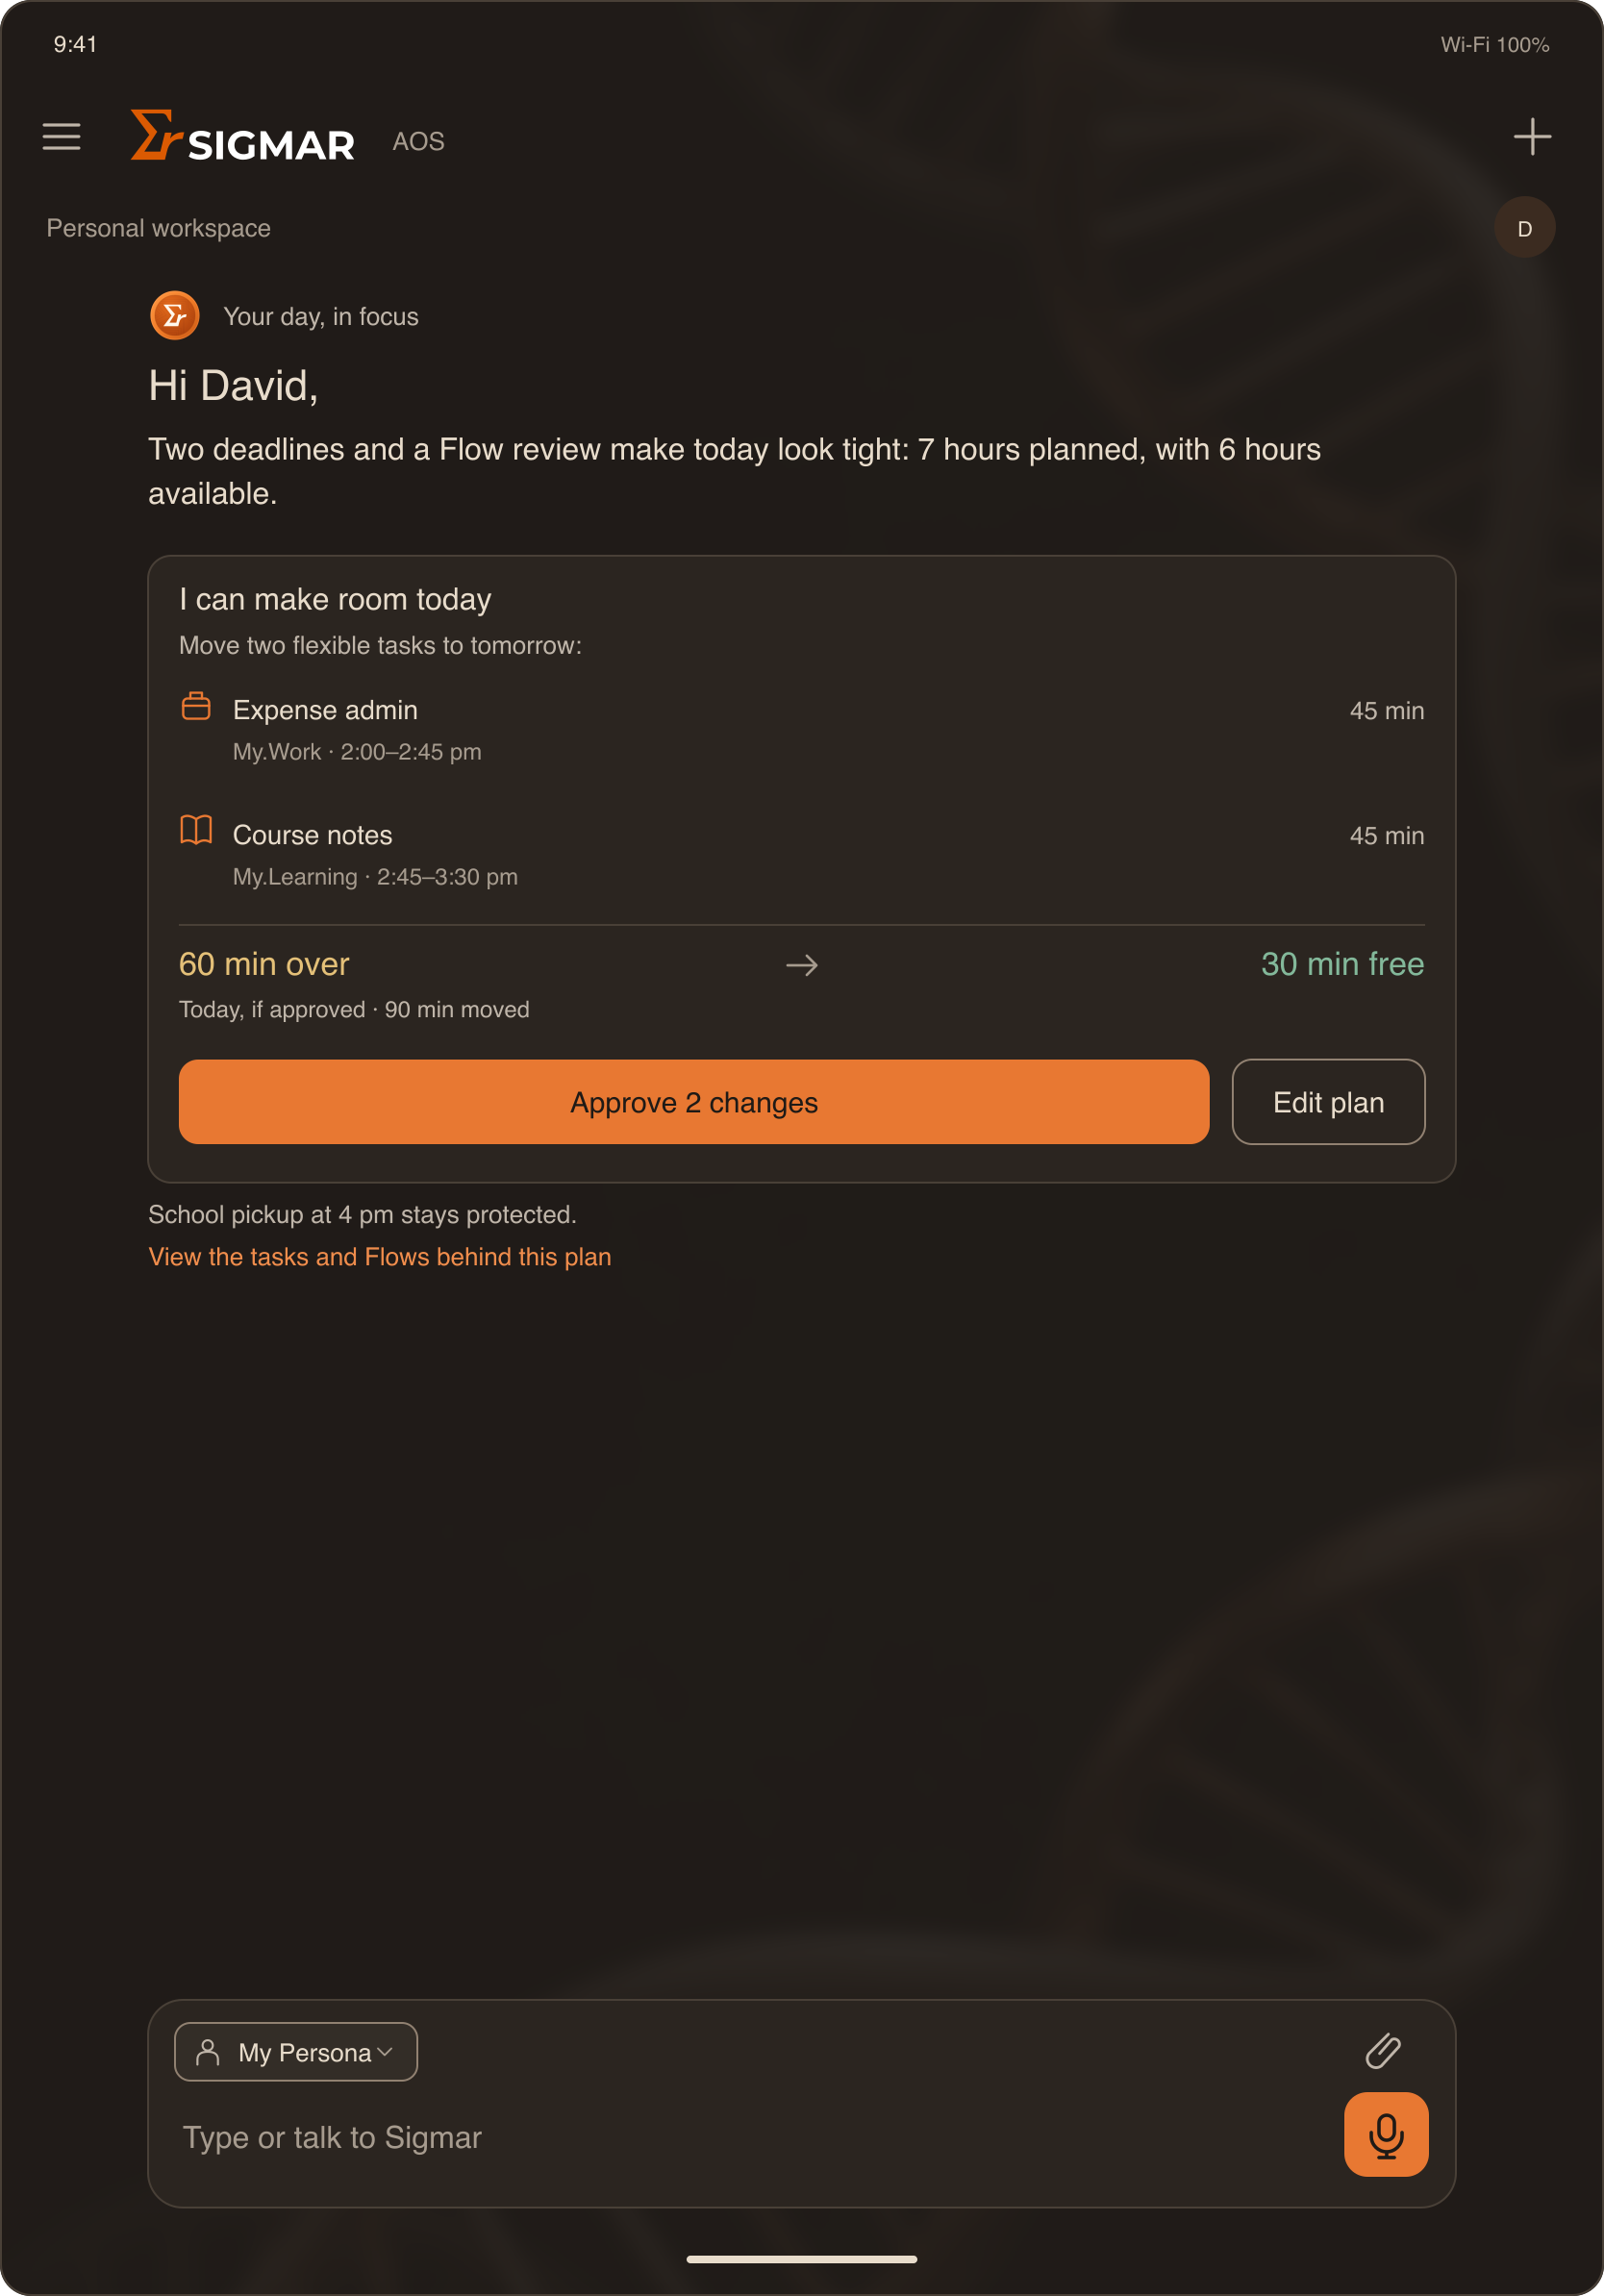 9:41
Wi-Fi 100%
Σr SIGMAR AOS
Personal workspace
D
Σr
Your day, in focus
Hi David,
Two deadlines and a Flow review make today look tight: 7 hours planned, with 6 hours
available.
I can make room today
Move two flexible tasks to tomorrow:
Expense admin
45 min
My.Work · 2:00–2:45 pm
Course notes
45 min
My.Learning · 2:45–3:30 pm
60 min over → 30 min free
Today, if approved · 90 min moved
Approve 2 changes
Edit plan
School pickup at 4 pm stays protected.
View the tasks and Flows behind this plan
My Persona
Type or talk to Sigmar